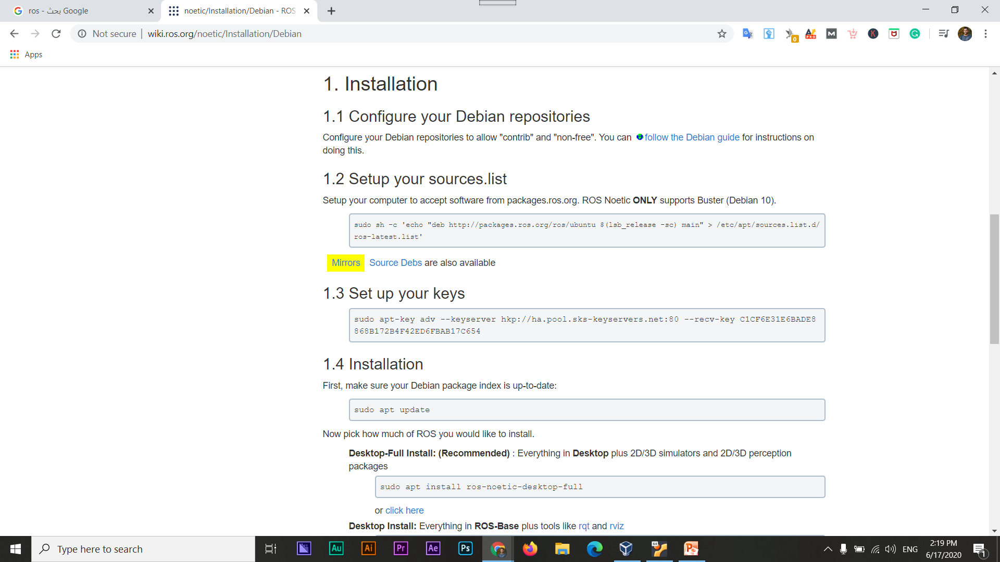 ros - بحث Google
noetic/Installation/Debian - ROS
Not secure | wiki.ros.org/noetic/Installation/Debian
0
PRO
Apps
1. Installation
1.1 Configure your Debian repositories
Configure your Debian repositories to allow "contrib" and "non-free". You can follow the Debian guide for instructions on
doing this.
1.2 Setup your sources.list
Setup your computer to accept software from packages.ros.org. ROS Noetic ONLY supports Buster (Debian 10).
sudo sh -c 'echo "deb http://packages.ros.org/ros/ubuntu $(lsb_release -sc) main" > /etc/apt/sources.list.d/
ros-latest.list'
Mirrors Source Debs are also available
1.3 Set up your keys
sudo apt-key adv --keyserver hkp://ha.pool.sks-keyservers.net:80 --recv-key C1CF6E31E6BADE8
868B172B4F42ED6FBAB17C654
1.4 Installation
First, make sure your Debian package index is up-to-date:
sudo apt update
Now pick how much of ROS you would like to install.
Desktop-Full Install: (Recommended) : Everything in Desktop plus 2D/3D simulators and 2D/3D perception
packages
sudo apt install ros-noetic-desktop-full
or click here
Desktop Install: Everything in ROS-Base plus tools like rqt and rviz
Type here to search
Au
Ai
Pr
Ae
Ps
64
ENG
2:19 PM
6/17/2020
1